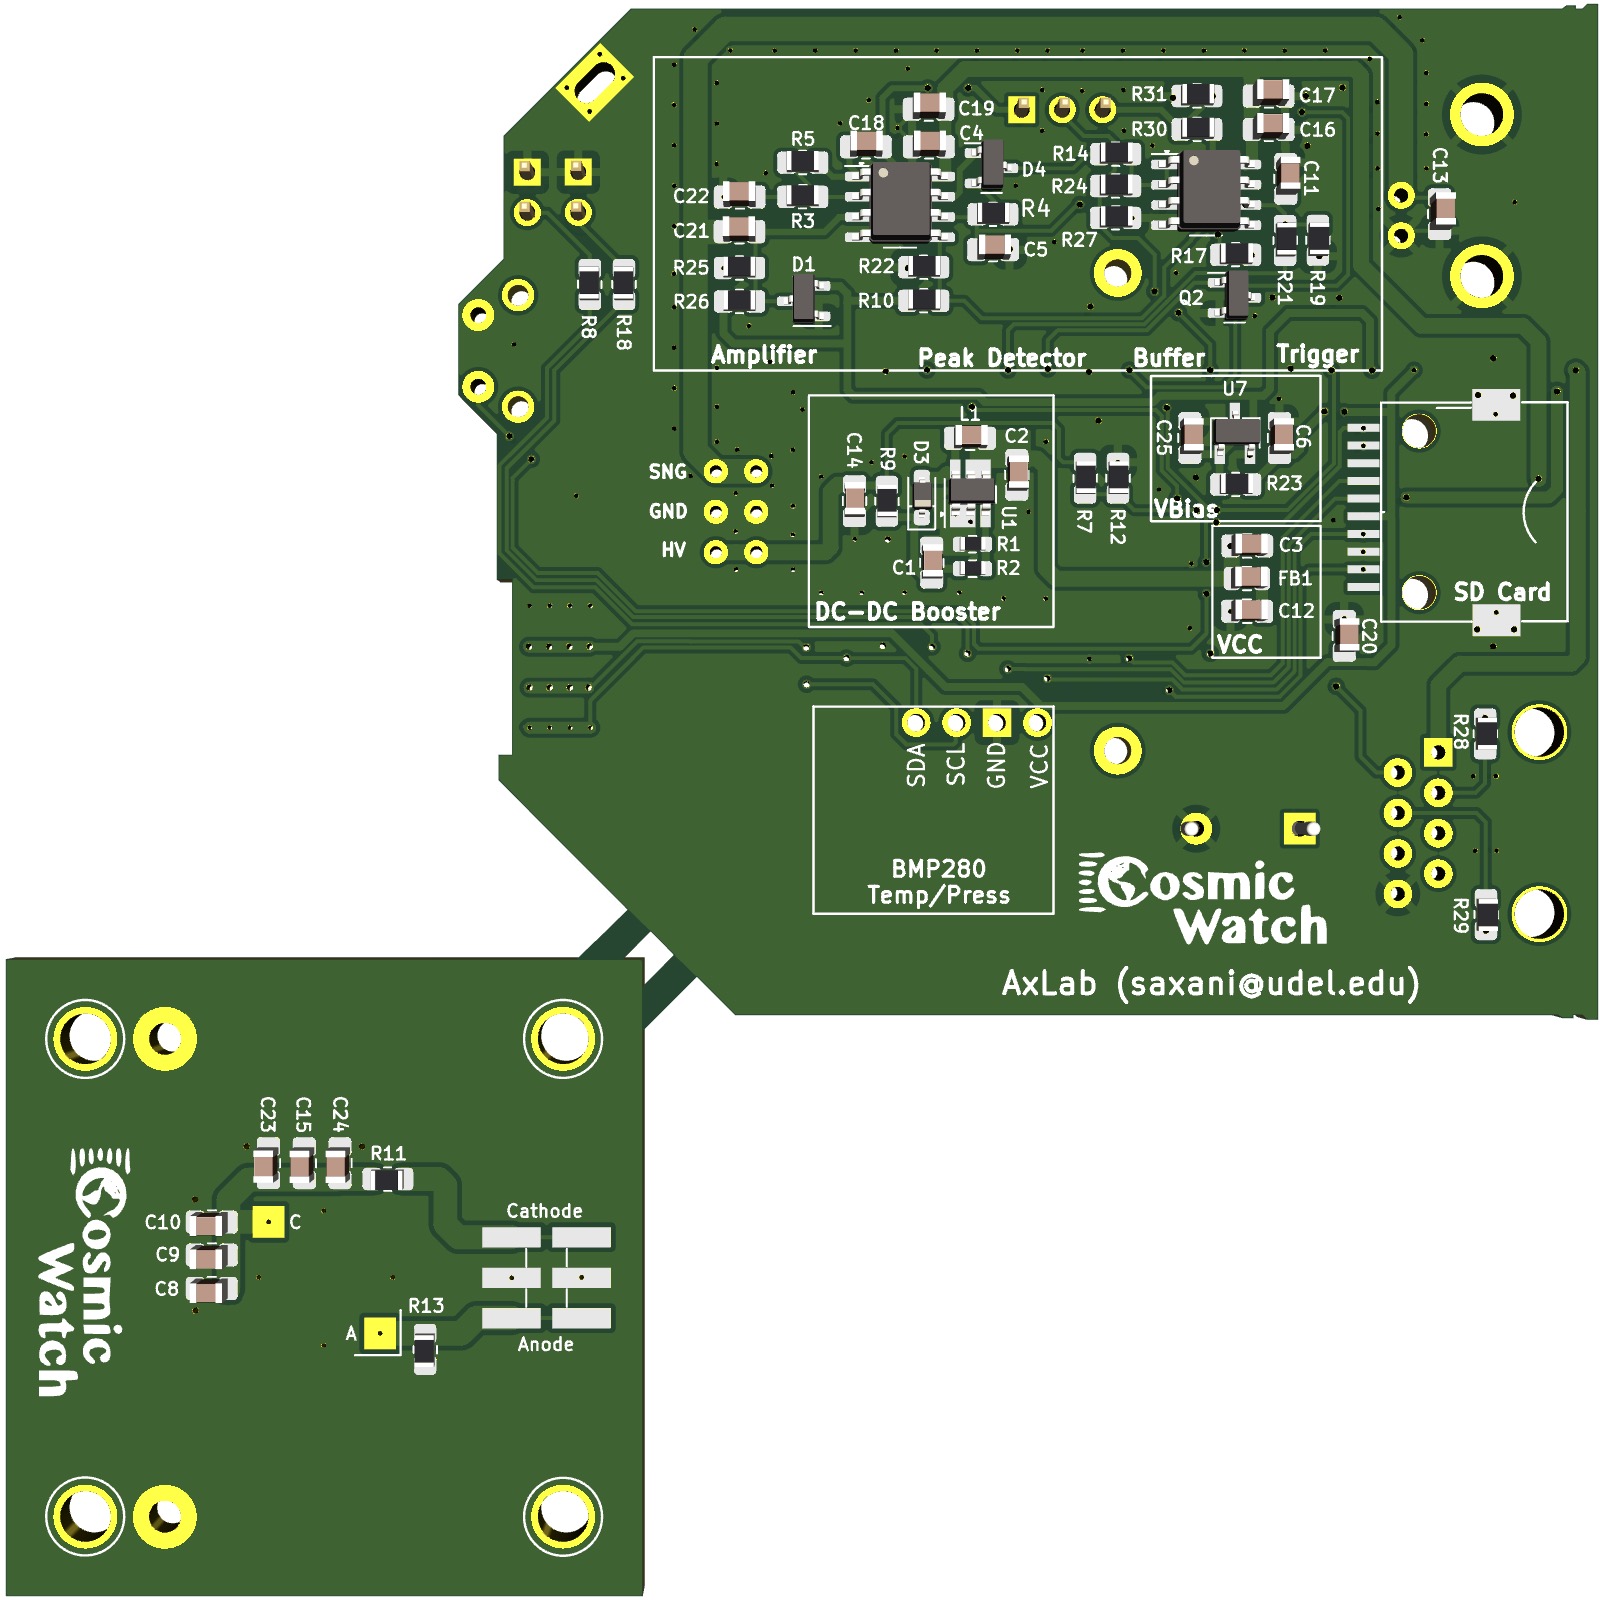 R31
C17
C19
C18
C4
R30
C16
R5
R14
D4
C13
C11
R24
C22
R3
R4
C21
R27
C5
R17
R25
D1
R22
R26
R10
Q2
R21
R19
R8
R18
Amplifier
Peak Detector
Buffer
Trigger
U7
L1
C2
C25
C6
C14
R9
D3
SNG
R23
GND
U1
R7
R12
VBias
HV
R1
C3
C1
R2
FB1
SD Card
DC-DC Booster
C12
VCC
C20
SDA
SCL
GND
VCC
R28
BMP280
Temp/Press
Cosmic
Watch
R29
AxLab (saxani@udel.edu)
C23
C15
C24
R11
Cosmic
Watch
C10
C
Cathode
C9
C8
R13
A
Anode